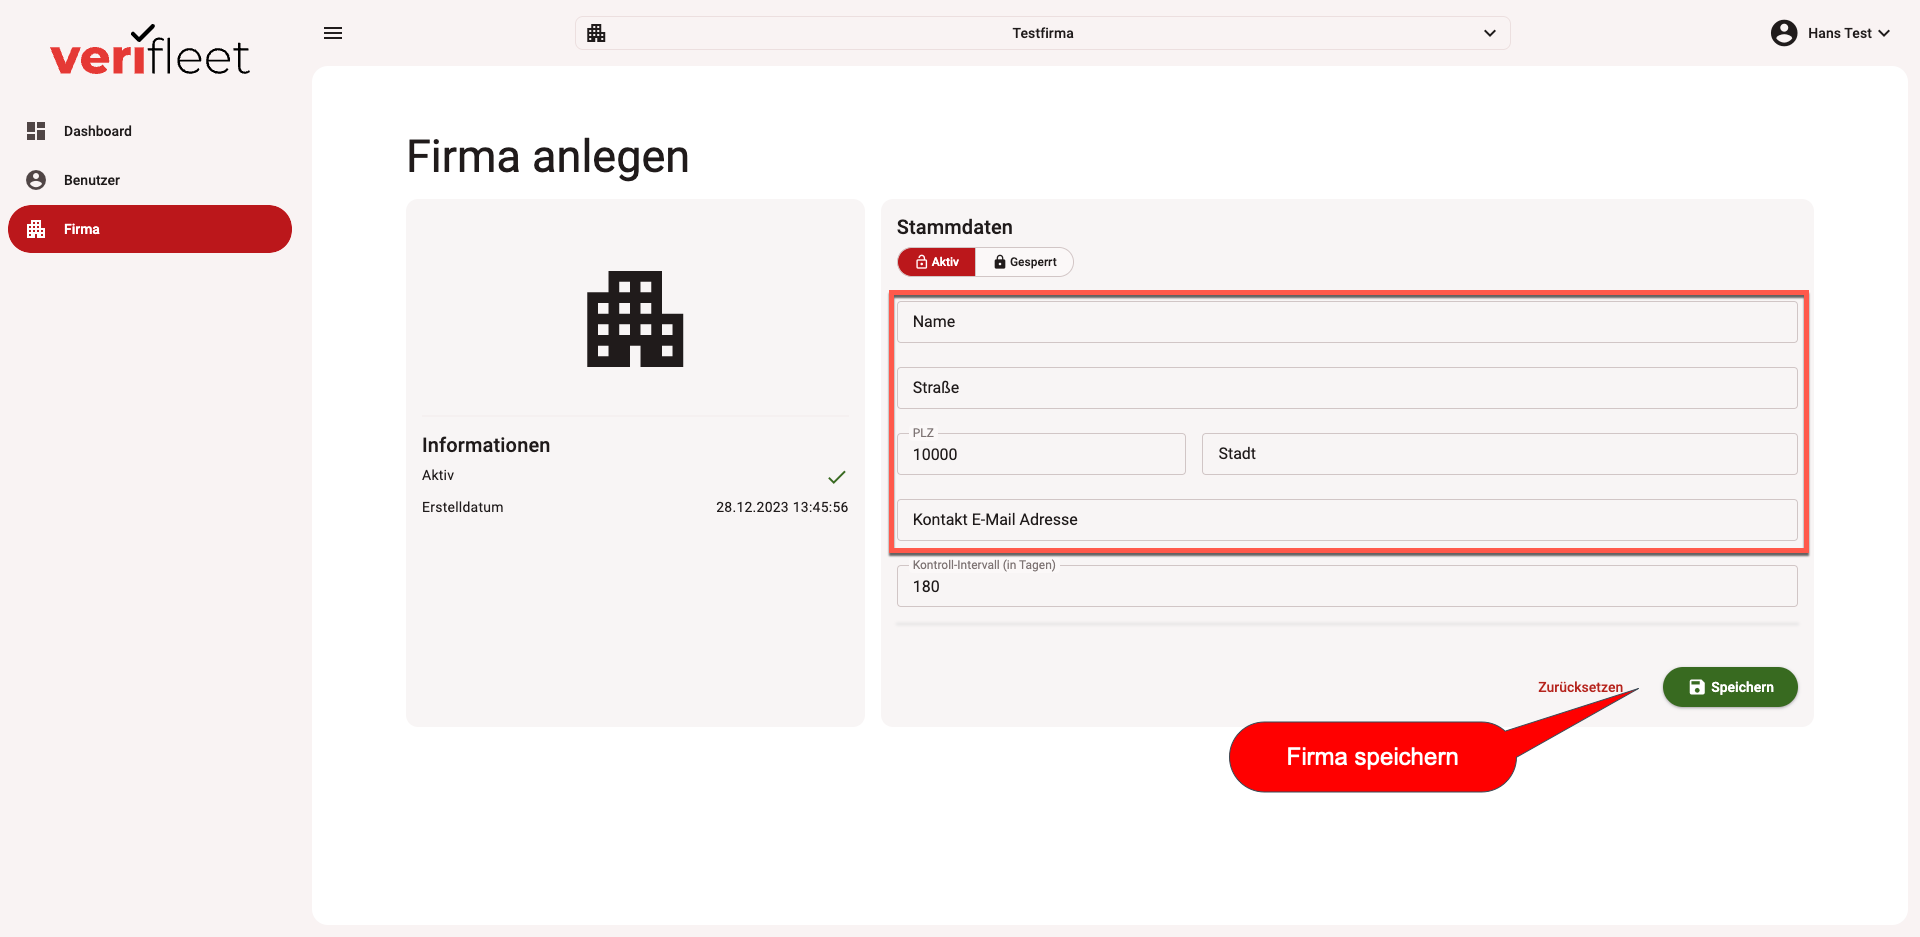 verifleet
Testfirma
Hans Test
Dashboard
Benutzer
Firma
Firma anlegen
Informationen
Aktiv
Erstelldatum 28.12.2023 13:45:56
Stammdaten
Aktiv Gesperrt
Name
Straße
PLZ
10000 Stadt
Kontakt E-Mail Adresse
Kontroll-Intervall (in Tagen)
180
Zurücksetzen Speichern
Firma speichern